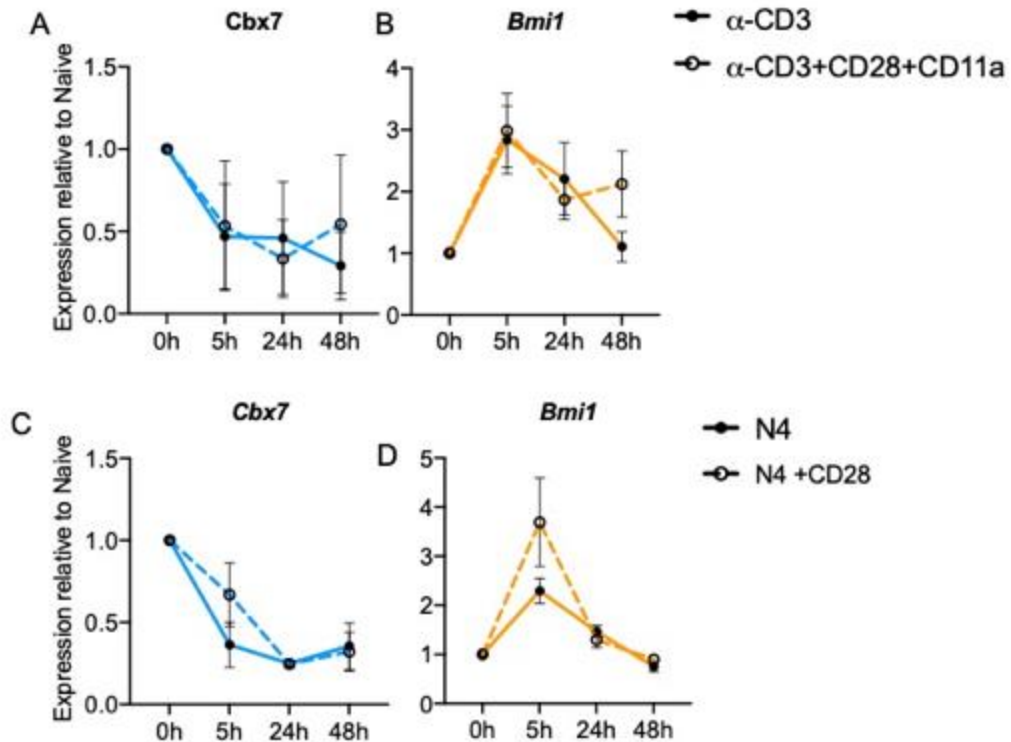 A
Cbx7
B
Bmi1
α-CD3
α-CD3+CD28+CD11a
Expression relative to Naive
1.5
1.0
0.5
0.0
0h 5h 24h 48h
4
3
2
1
0
0h 5h 24h 48h
C
Cbx7
D
Bmi1
N4
N4 +CD28
Expression relative to Naive
1.5
1.0
0.5
0.0
0h 5h 24h 48h
5
4
3
2
1
0
0h 5h 24h 48h